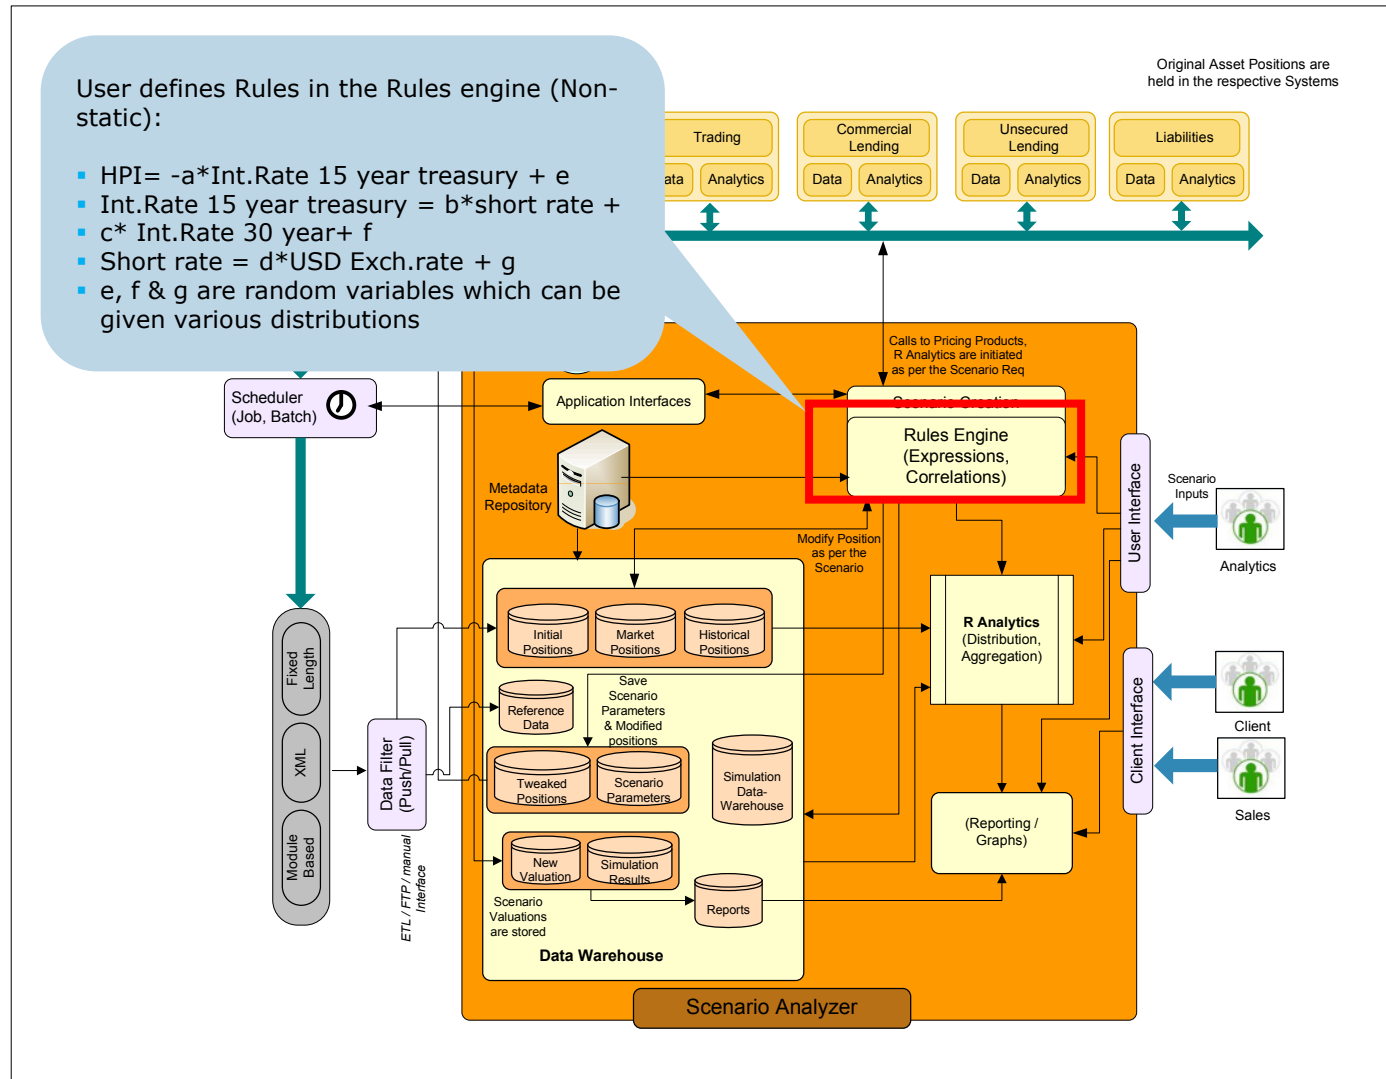 User defines Rules in the Rules engine (Non-
static):
HPI= -a*Int.Rate 15 year treasury + e
Int.Rate 15 year treasury = b*short rate +
c* Int.Rate 30 year+ f
Short rate = d*USD Exch.rate + g
e, f & g are random variables which can be
given various distributions
Original Asset Positions are
held in the respective Systems
Trading
Analytics
Commercial
Lending
Data
Analytics
Unsecured
Lending
Data
Analytics
Liabilities
Data
Analytics
Calls to Pricing Products,
R Analytics are initiated
as per the Scenario Req
Scheduler
(Job, Batch)
Application Interfaces
Scenario Creation
Rules Engine
(Expressions,
Correlations)
Metadata
Repository
Modify Position
as per the
Scenario
User Interface
Scenario
Inputs
Analytics
Initial
Positions
Market
Positions
Historical
Positions
R Analytics
(Distribution,
Aggregation)
Fixed
Length
XML
Module
Based
Data Filter
(Push/Pull)
ETL / FTP / manual
Interface
Reference
Data
Save
Scenario
Parameters
& Modified
positions
Tweaked
Positions
Scenario
Parameters
Simulation
Data-
Warehouse
Client Interface
Client
Sales
New
Valuation
Simulation
Results
Reports
(Reporting /
Graphs)
Scenario
Valuations
are stored
Data Warehouse
Scenario Analyzer